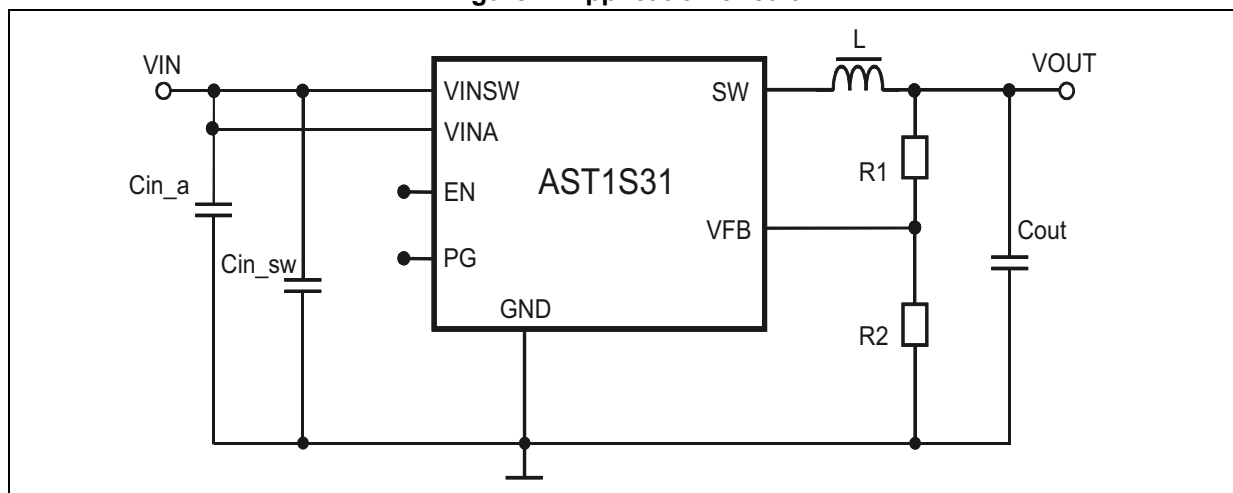 VIN
VINSW
VINA
EN
PG
GND
AST1S31
SW
VFB
L
VOUT
R1
R2
Cin_a
Cin_sw
Cout